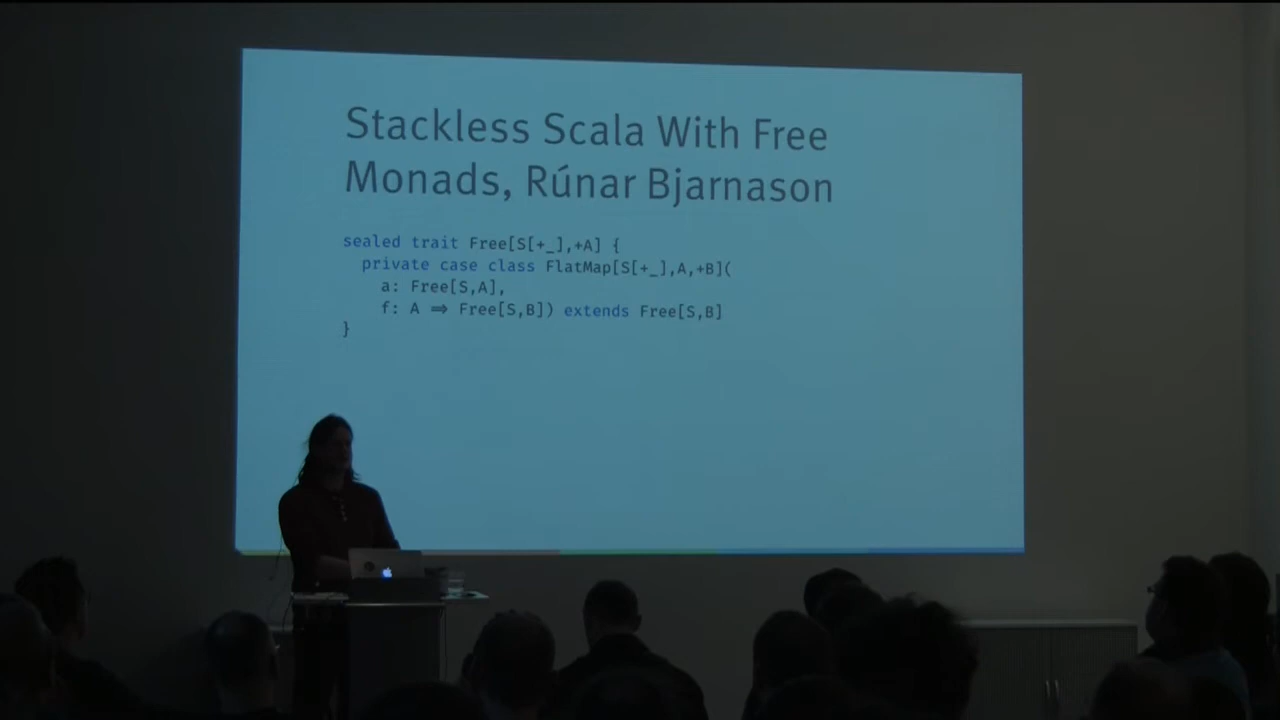 Stackless Scala With Free
Monads, Rúnar Bjarnason
sealed trait Free[S[+_],+A] {
private case class FlatMap[S[+_],A,+B](
a: Free[S,A],
f: A ⇒ Free[S,B]) extends Free[S,B]
}